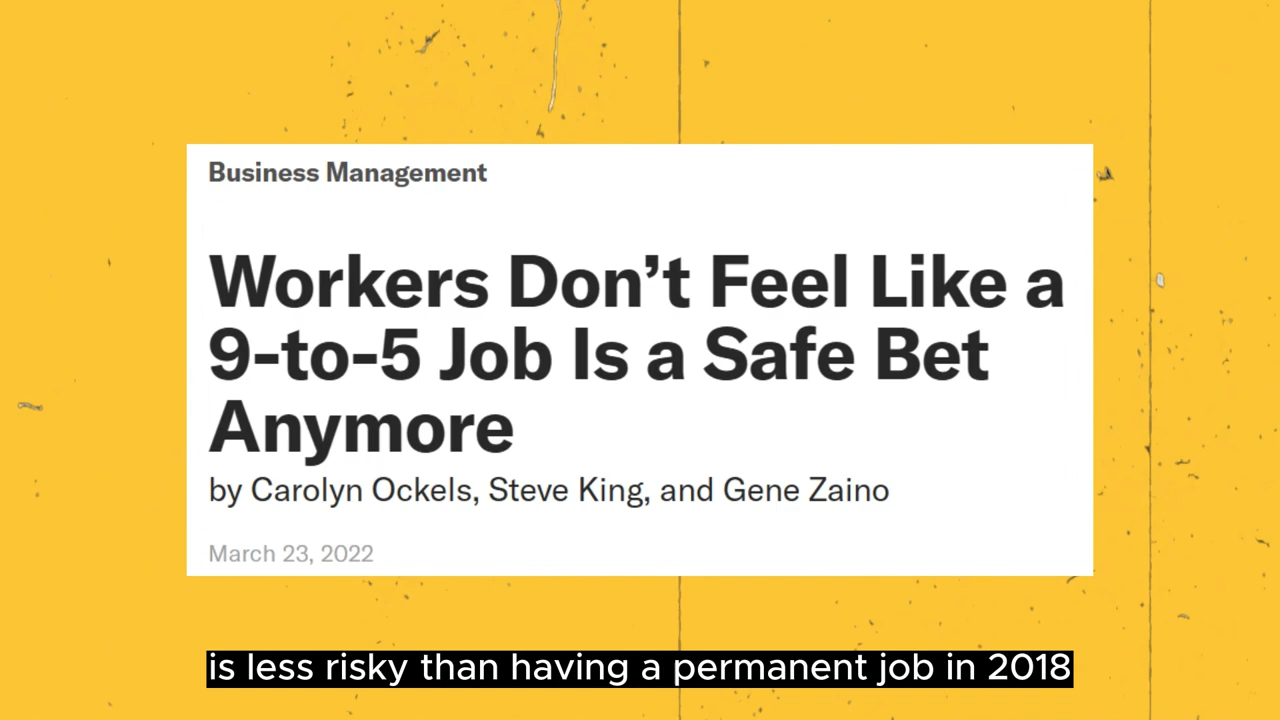 Business Management
Workers Don’t Feel Like a
9-to-5 Job Is a Safe Bet
Anymore
by Carolyn Ockels, Steve King, and Gene Zaino
March 23, 2022
is less risky than having a permanent job in 2018